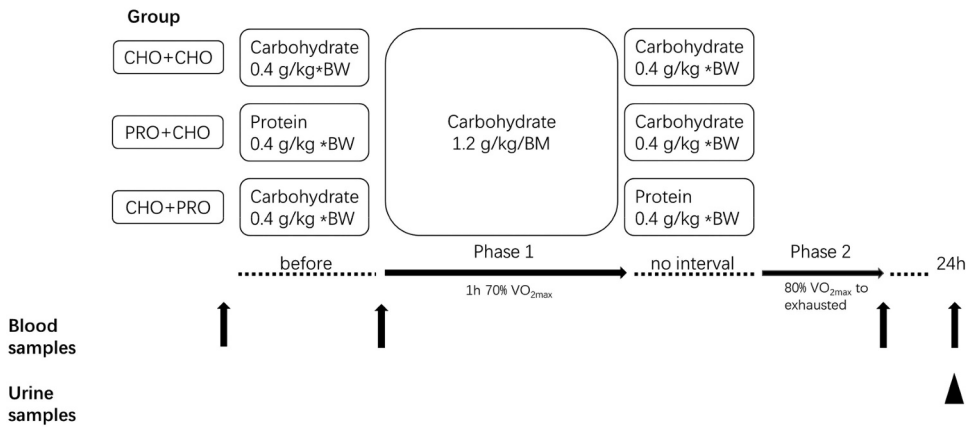 Group
CHO+CHO
Carbohydrate
0.4 g/kg*BW
Carbohydrate
0.4 g/kg *BW
PRO+CHO
Protein
0.4 g/kg *BW
Carbohydrate
1.2 g/kg/BM
Carbohydrate
0.4 g/kg *BW
CHO+PRO
Carbohydrate
0.4 g/kg *BW
Protein
0.4 g/kg *BW
before
Phase 1
1h 70% VO2max
no interval
Phase 2
80% VO2max to
exhausted
24h
Blood
samples
Urine
samples